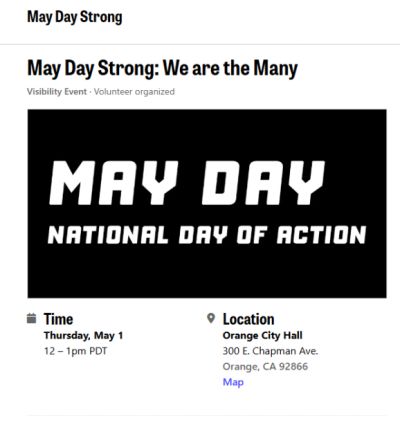 May Day Strong
May Day Strong: We are the Many
Visibility Event · Volunteer organized
MAY DAY
NATIONAL DAY OF ACTION
Time
Thursday, May 1
12 – 1pm PDT
Location
Orange City Hall
300 E. Chapman Ave.
Orange, CA 92866
Map